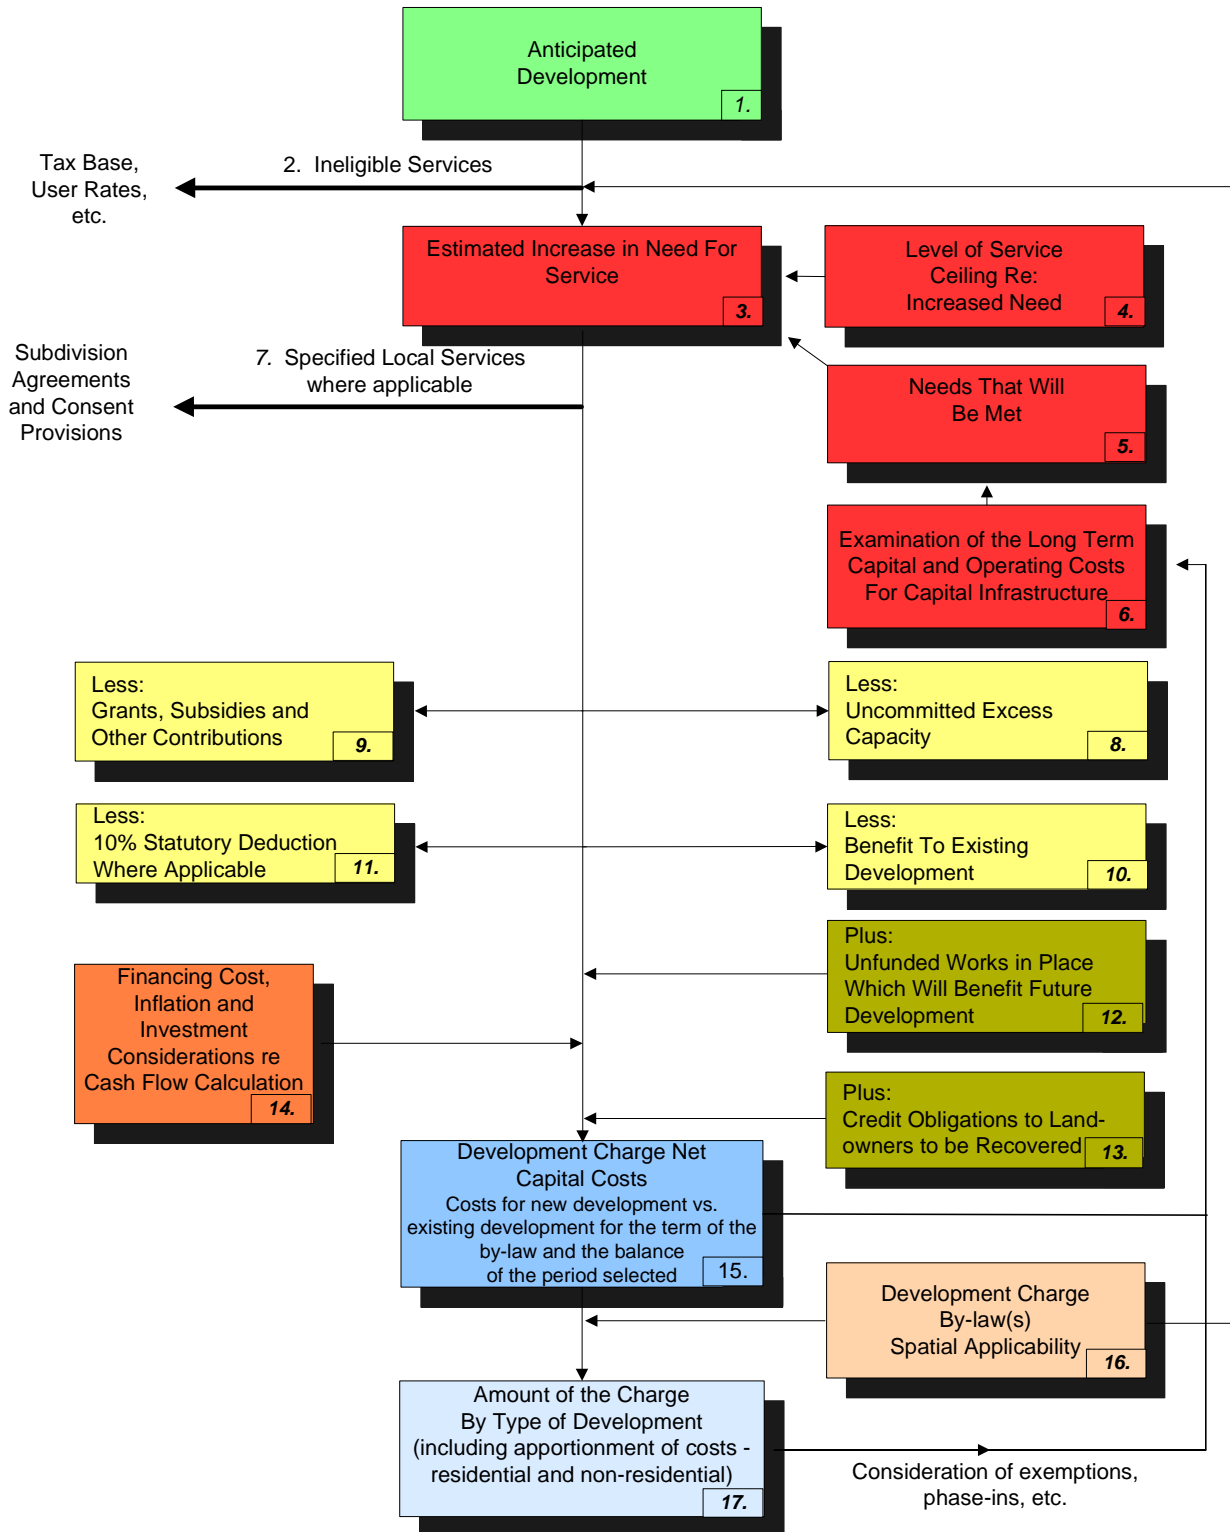 Anticipated
Development
1.
Tax Base,
User Rates,
etc.
2. Ineligible Services
Estimated Increase in Need For
Service
3.
Level of Service
Ceiling Re:
Increased Need
4.
Subdivision
Agreements
and Consent
Provisions
7. Specified Local Services
where applicable
Needs That Will
Be Met
5.
Examination of the Long Term
Capital and Operating Costs
For Capital Infrastructure
6.
Less:
Grants, Subsidies and
Other Contributions
9.
Less:
Uncommitted Excess
Capacity
8.
Less:
10% Statutory Deduction
Where Applicable
11.
Less:
Benefit To Existing
Development
10.
Plus:
Unfunded Works in Place
Which Will Benefit Future
Development
12.
Financing Cost,
Inflation and
Investment
Considerations re
Cash Flow Calculation
14.
Plus:
Credit Obligations to Land-
owners to be Recovered
13.
Development Charge Net
Capital Costs
Costs for new development vs.
existing development for the term of the
by-law and the balance
of the period selected
15.
Development Charge
By-law(s)
Spatial Applicability
16.
Amount of the Charge
By Type of Development
(including apportionment of costs -
residential and non-residential)
17.
Consideration of exemptions,
phase-ins, etc.